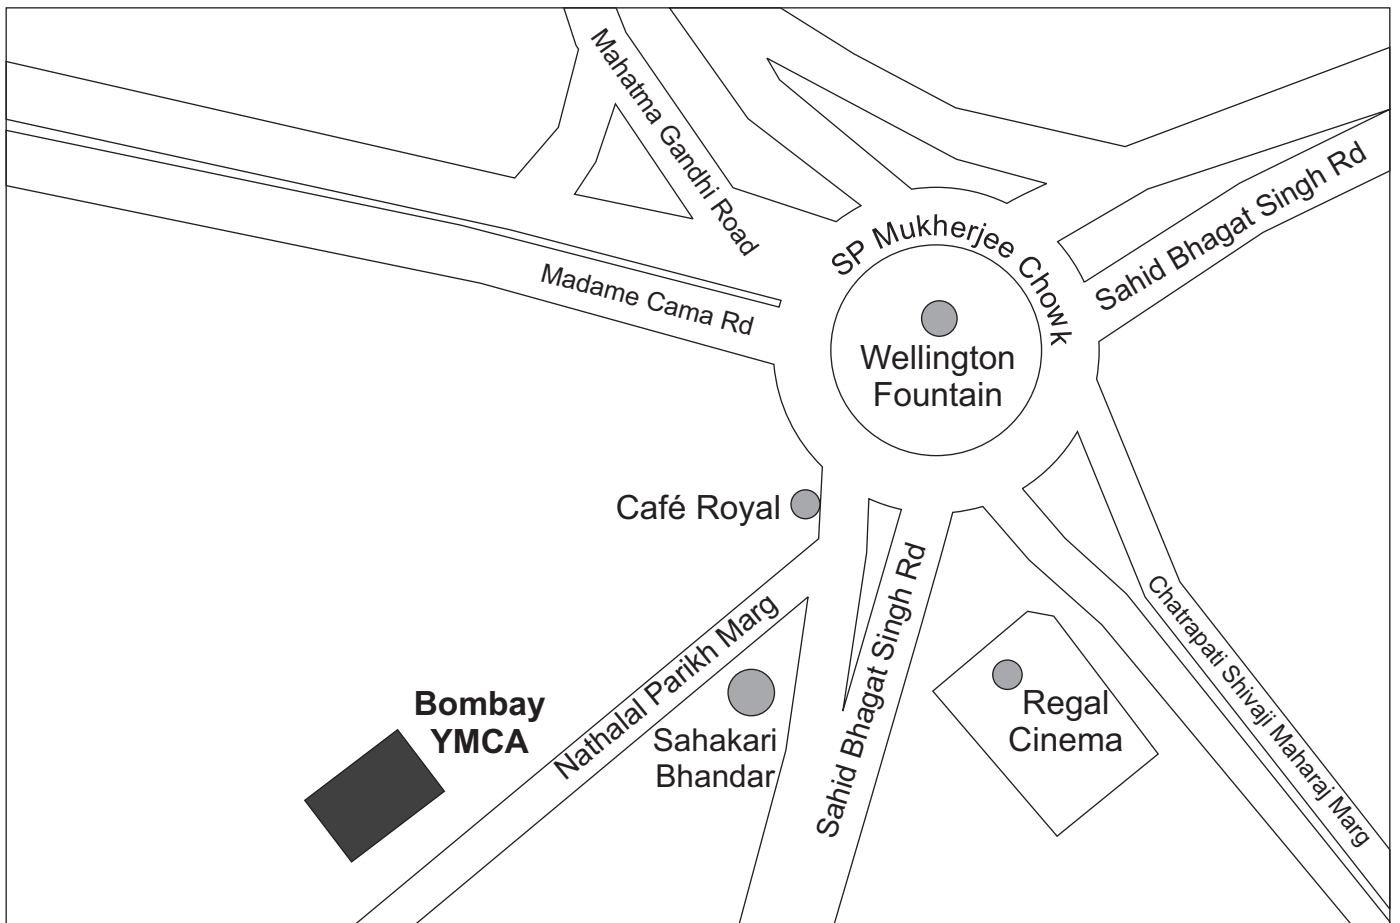 Mahatma Gandhi Road
SP Mukherjee Chowk
Sahid Bhagat Singh Rd
Madame Cama Rd
Wellington
Fountain
Café Royal
Nathalal Parikh Marg
Sahid Bhagat Singh Rd
Chatrapati Shivaji Maharaj Marg
Bombay
YMCA
Sahakari
Bhandar
Regal
Cinema